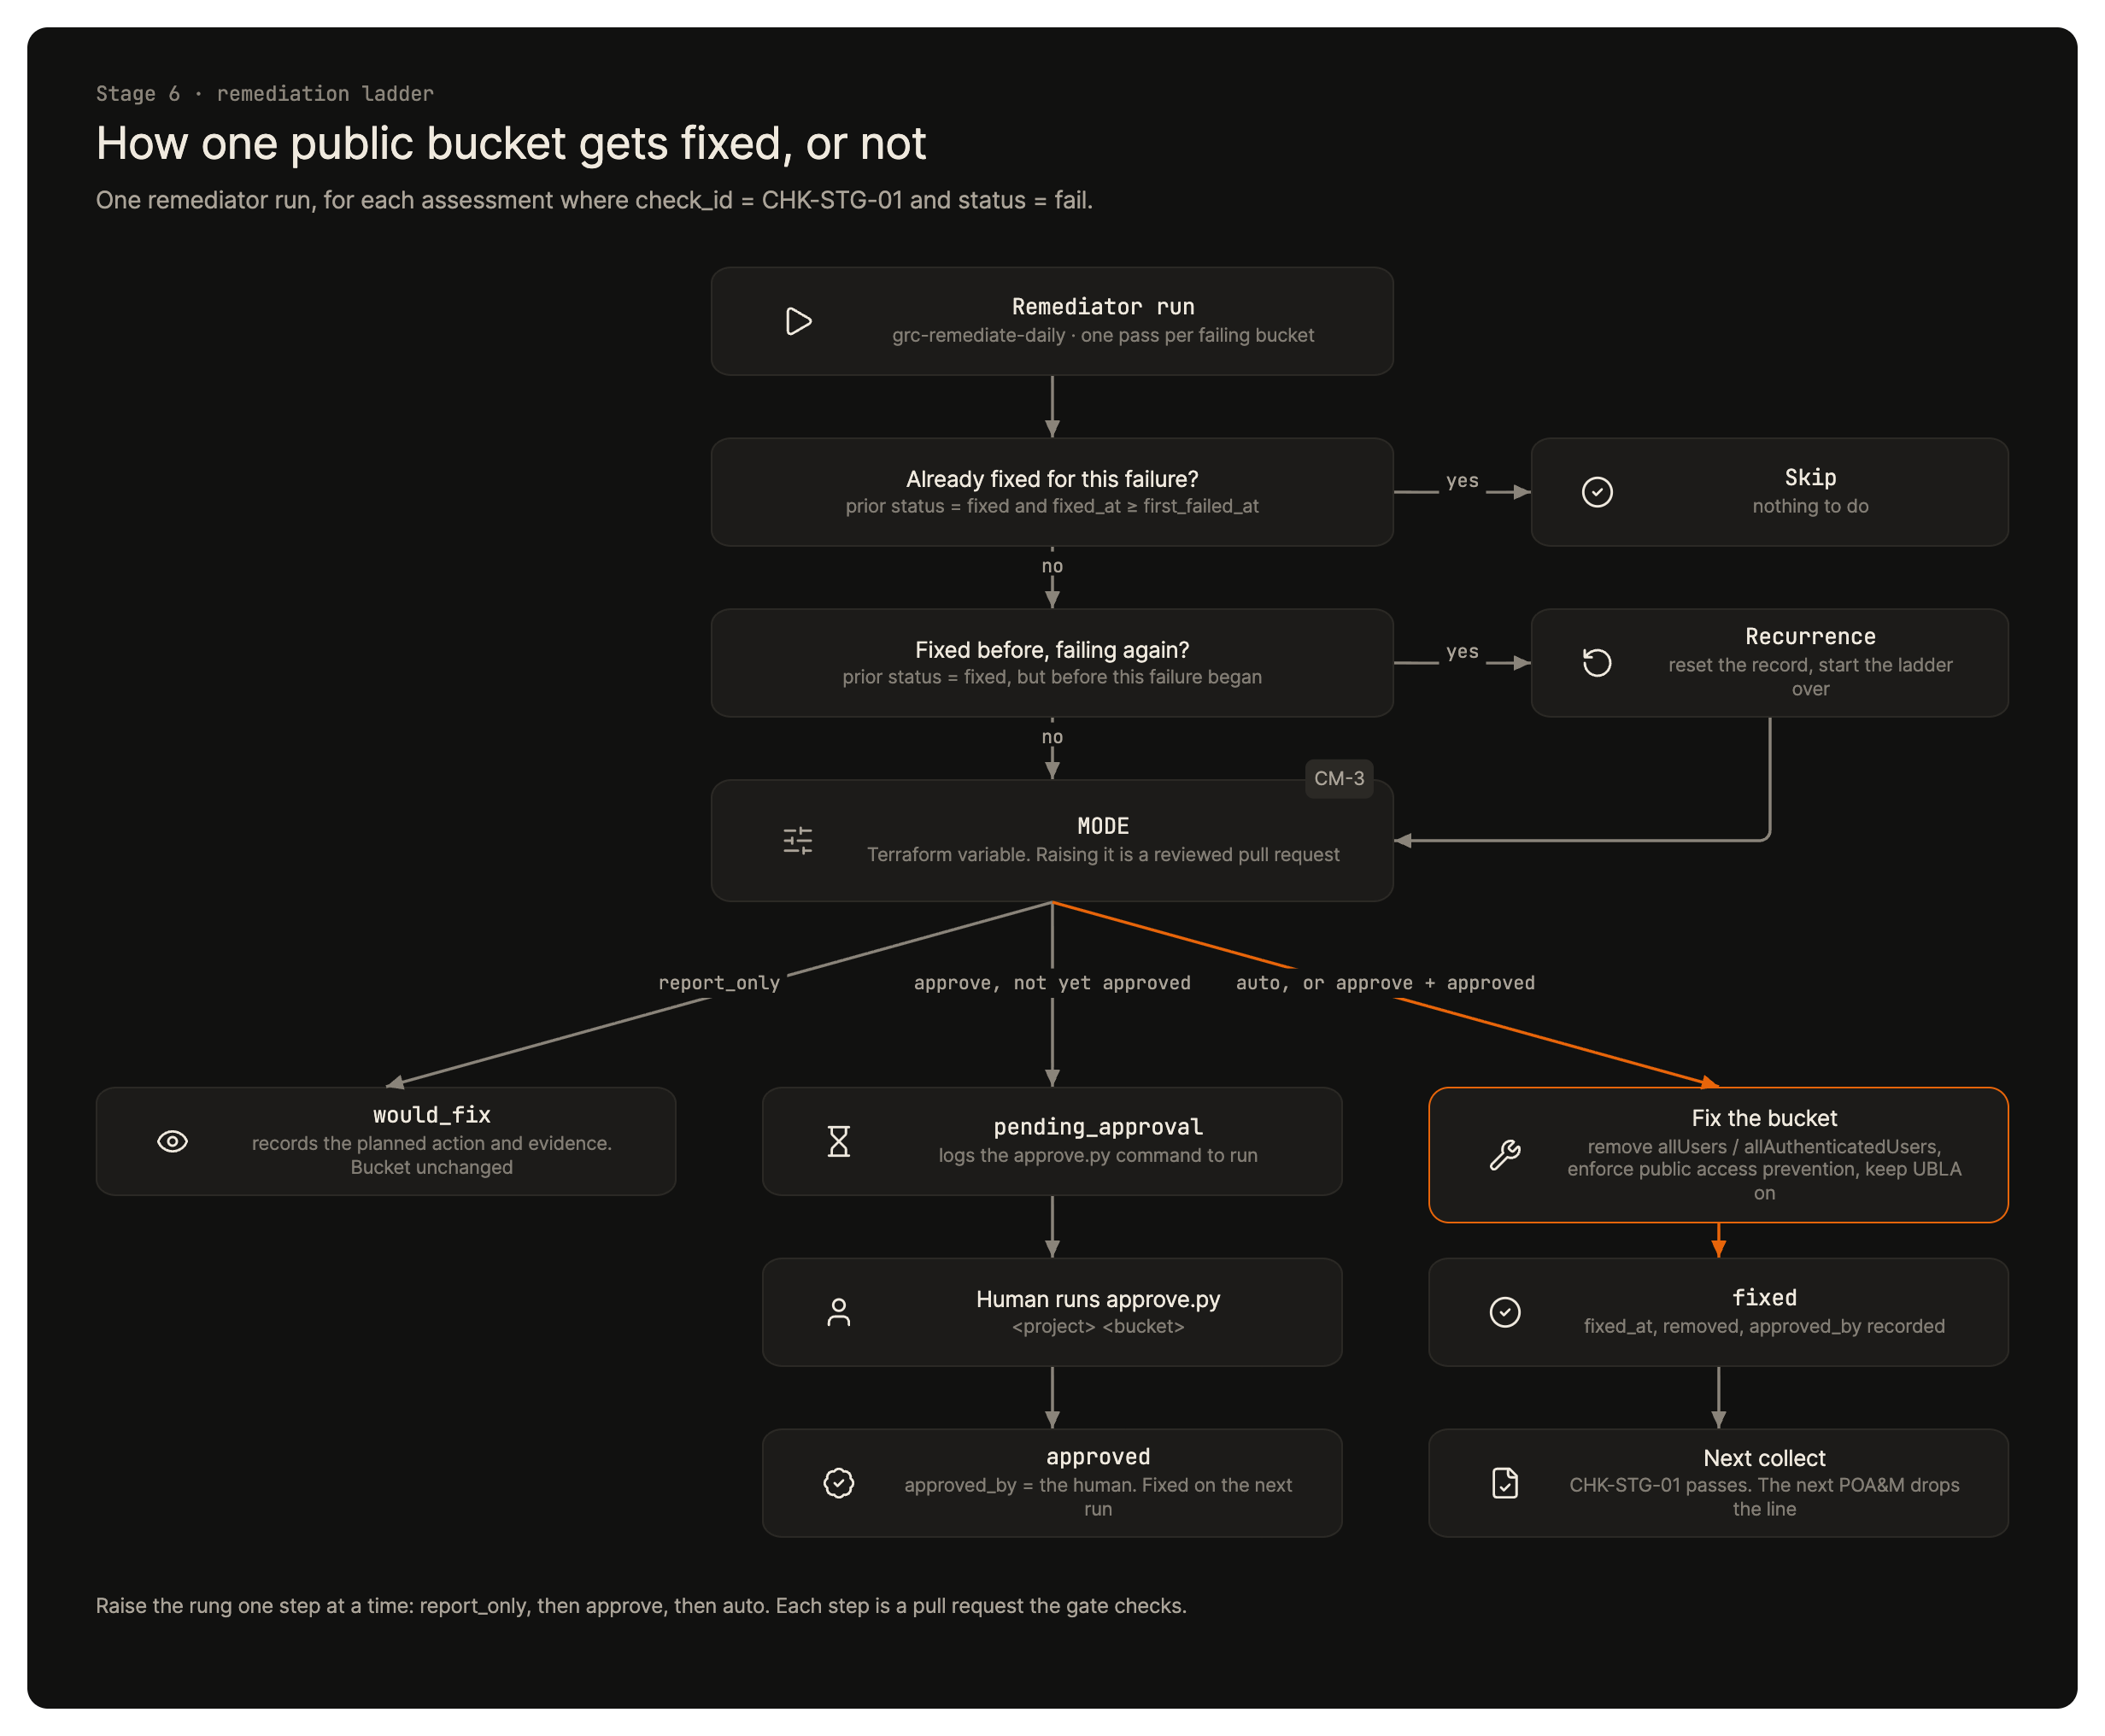 Stage 6 · remediation ladder
How one public bucket gets fixed, or not
One remediator run, for each assessment where check_id = CHK-STG-01 and status = fail.
Remediator run
grc-remediate-daily · one pass per failing bucket
Already fixed for this failure?
prior status = fixed and fixed_at ≥ first_failed_at
yes
Skip
nothing to do
no
Fixed before, failing again?
prior status = fixed, but before this failure began
yes
Recurrence
reset the record, start the ladder
over
no
CM-3
MODE
Terraform variable. Raising it is a reviewed pull request
report_only
approve, not yet approved
auto, or approve + approved
would_fix
records the planned action and evidence.
Bucket unchanged
pending_approval
logs the approve.py command to run
Fix the bucket
remove allUsers / allAuthenticatedUsers,
enforce public access prevention, keep UBLA
on
Human runs approve.py
<project> <bucket>
fixed
fixed_at, removed, approved_by recorded
approved
approved_by = the human. Fixed on the next
run
Next collect
CHK-STG-01 passes. The next POA&M drops
the line
Raise the rung one step at a time: report_only, then approve, then auto. Each step is a pull request the gate checks.